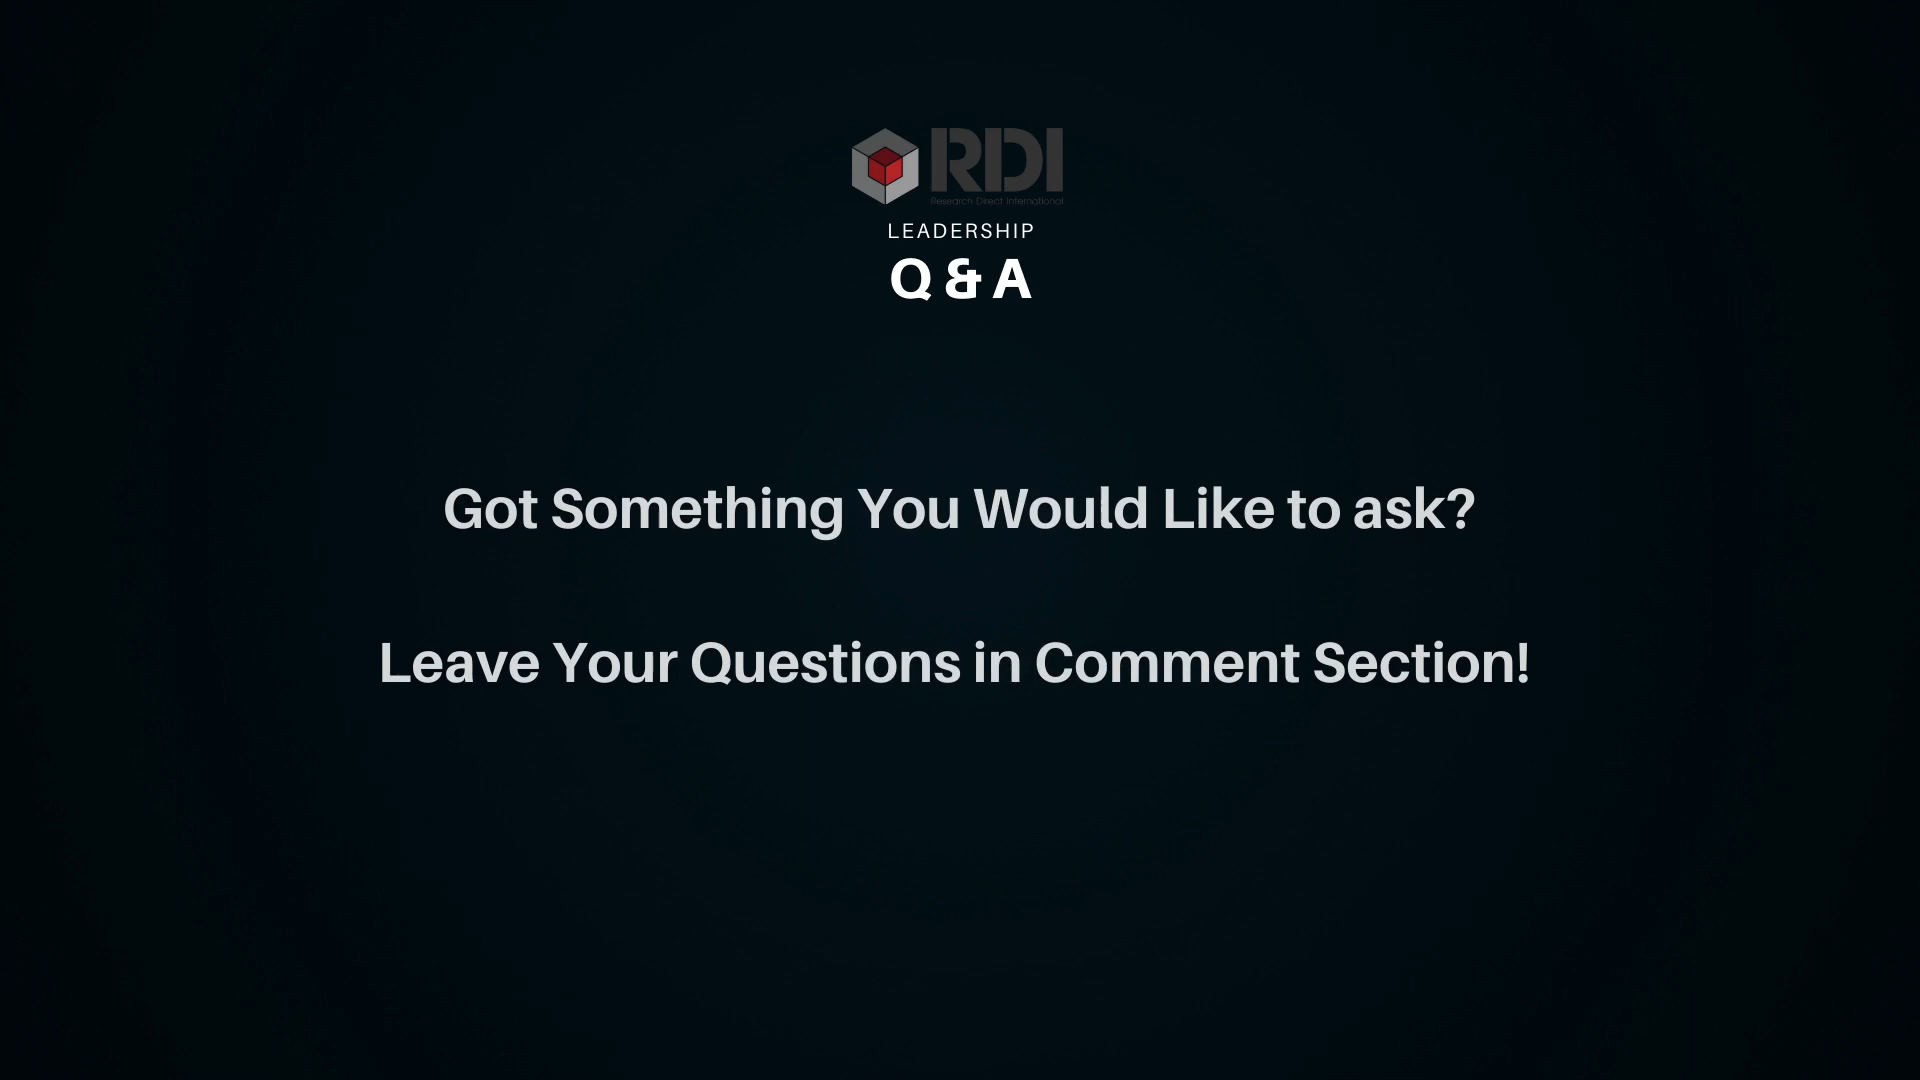 RDI
Research Direct International
LEADERSHIP
Q & A
Got Something You Would Like to ask?
Leave Your Questions in Comment Section!